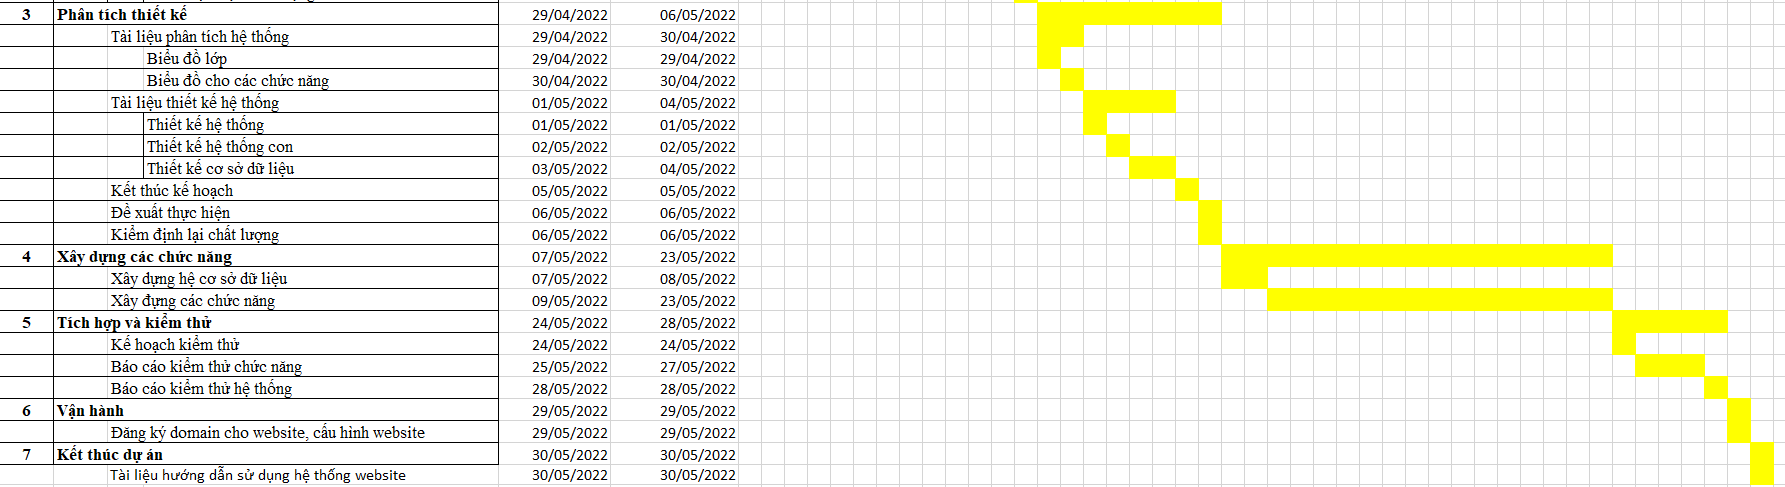 3 Phân tích thiết kế 29/04/2022 06/05/2022
Tài liệu phân tích hệ thống 29/04/2022 30/04/2022
Biểu đồ lớp 29/04/2022 29/04/2022
Biểu đồ cho các chức năng 30/04/2022 30/04/2022
Tài liệu thiết kế hệ thống 01/05/2022 04/05/2022
Thiết kế hệ thống 01/05/2022 01/05/2022
Thiết kế hệ thống con 02/05/2022 02/05/2022
Thiết kế cơ sở dữ liệu 03/05/2022 04/05/2022
Kết thúc kế hoạch 05/05/2022 05/05/2022
Đề xuất thực hiện 06/05/2022 06/05/2022
Kiểm định lại chất lượng 06/05/2022 06/05/2022
4 Xây dựng các chức năng 07/05/2022 23/05/2022
Xây dựng hệ cơ sở dữ liệu 07/05/2022 08/05/2022
Xây đựng các chức năng 09/05/2022 23/05/2022
5 Tích hợp và kiểm thử 24/05/2022 28/05/2022
Kế hoạch kiểm thử 24/05/2022 24/05/2022
Báo cáo kiểm thử chức năng 25/05/2022 27/05/2022
Báo cáo kiểm thử hệ thống 28/05/2022 28/05/2022
6 Vận hành 29/05/2022 29/05/2022
Đăng ký domain cho website, cấu hình website 29/05/2022 29/05/2022
7 Kết thúc dự án 30/05/2022 30/05/2022
Tài liệu hướng dẫn sử dụng hệ thống website 30/05/2022 30/05/2022